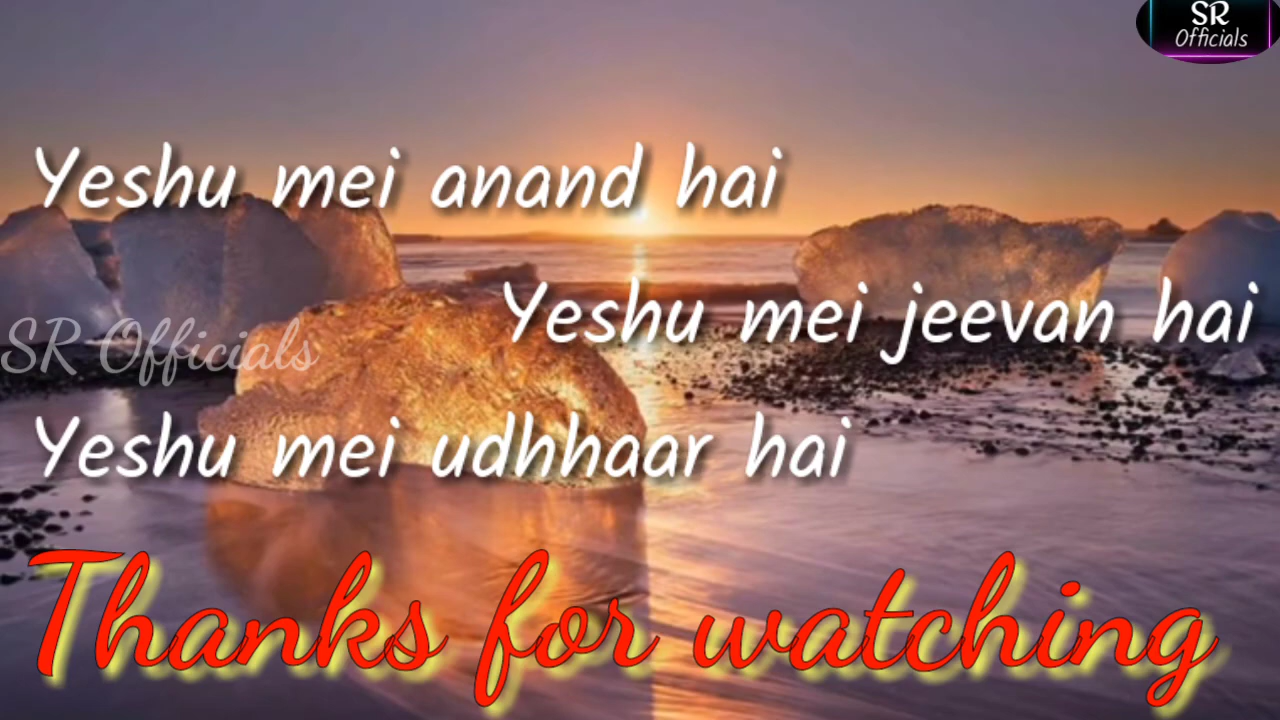 SR
Officials
Yeshu mei anand hai
Yeshu mei jeevan hai
SR Officials
Yeshu mei udhhaar hai
Thanks for watching